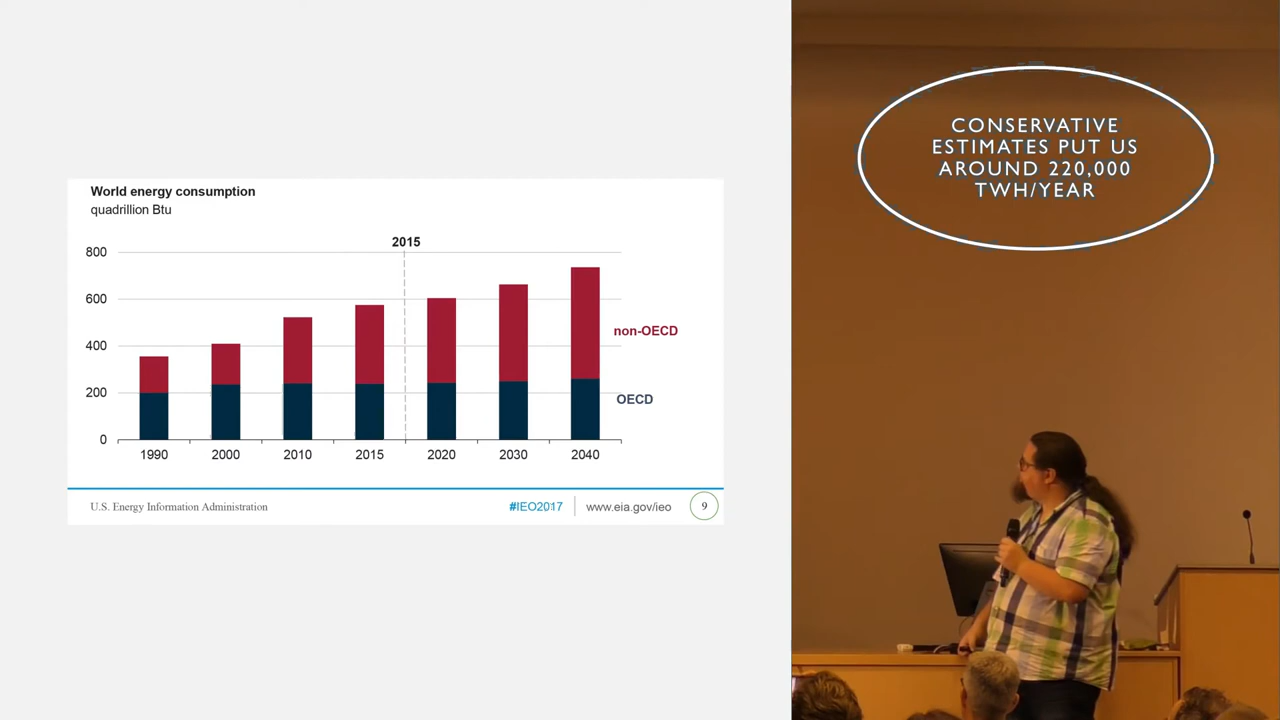 World energy consumption
quadrillion Btu
2015
800
600
400
200
0
non-OECD
OECD
1990 2000 2010 2015 2020 2030 2040
U.S. Energy Information Administration #IEO2017 www.eia.gov/ieo 9
CONSERVATIVE
ESTIMATES PUT US
AROUND 220,000
TWH/YEAR